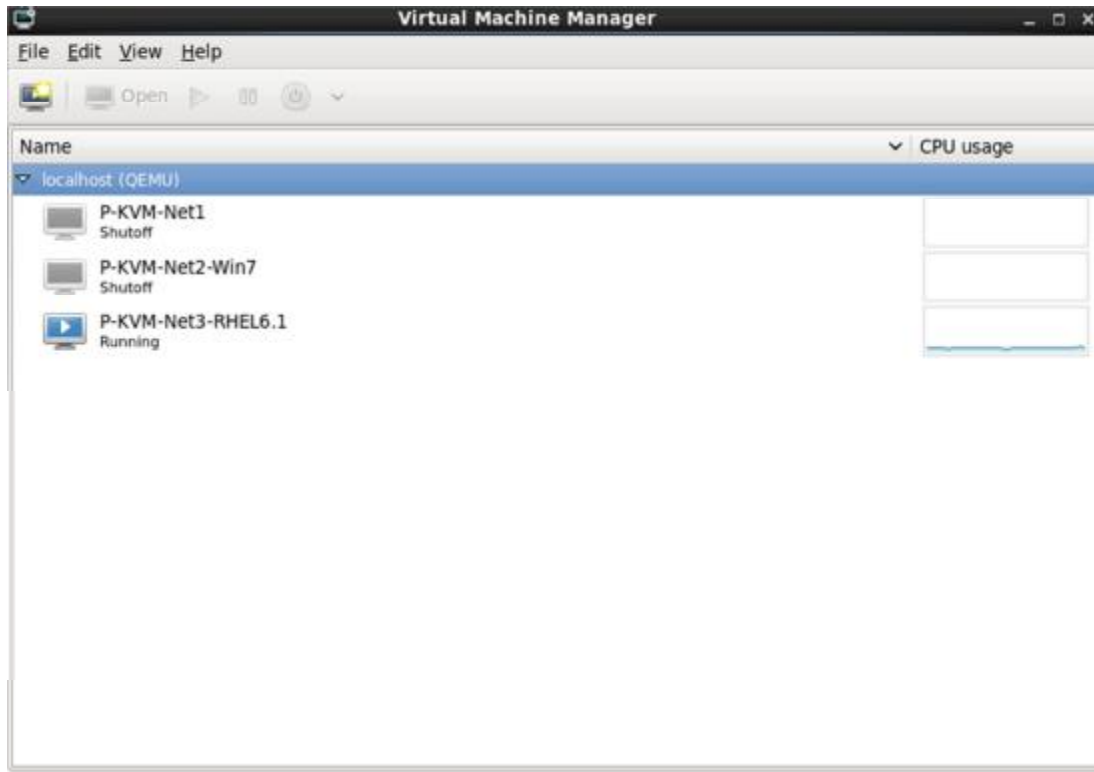 Virtual Machine Manager
File Edit View Help
Open
Name CPU usage
localhost (QEMU)
P-KVM-Net1
Shutoff
P-KVM-Net2-Win7
Shutoff
P-KVM-Net3-RHEL6.1
Running